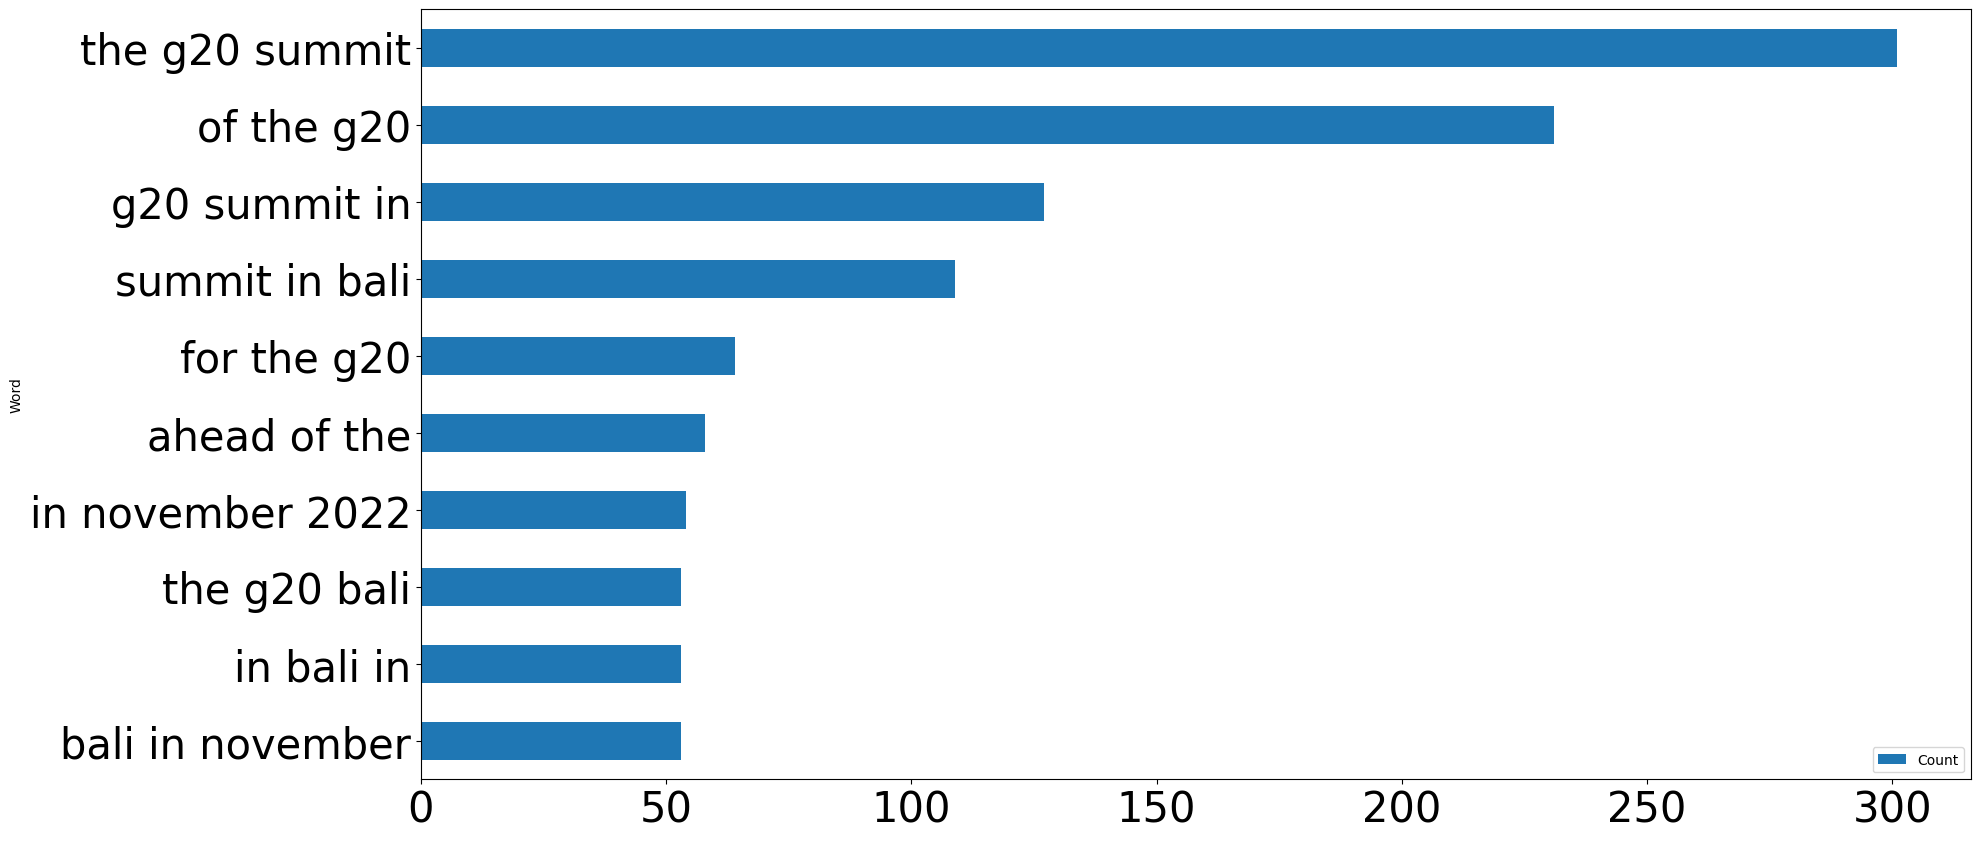 the g20 summit
of the g20
g20 summit in
summit in bali
for the g20
ahead of the
in november 2022
the g20 bali
in bali in
bali in november
Word
0 50 100 150 200 250 300
Count